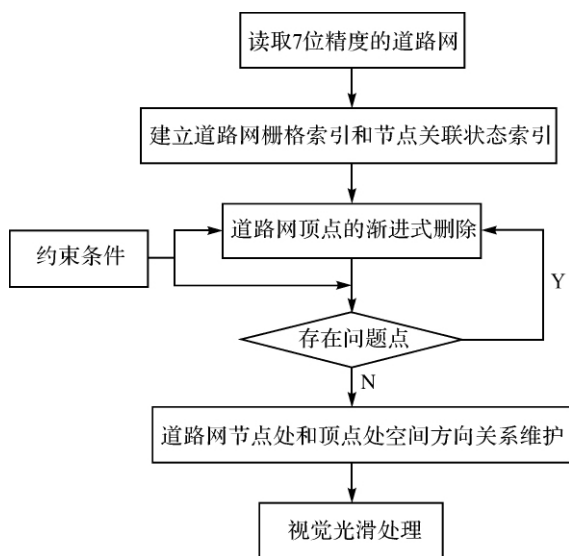 读取7位精度的道路网
建立道路网栅格索引和节点关联状态索引
道路网顶点的渐进式删除
约束条件
Y
存在问题点
N
道路网节点处和顶点处空间方向关系维护
视觉光滑处理